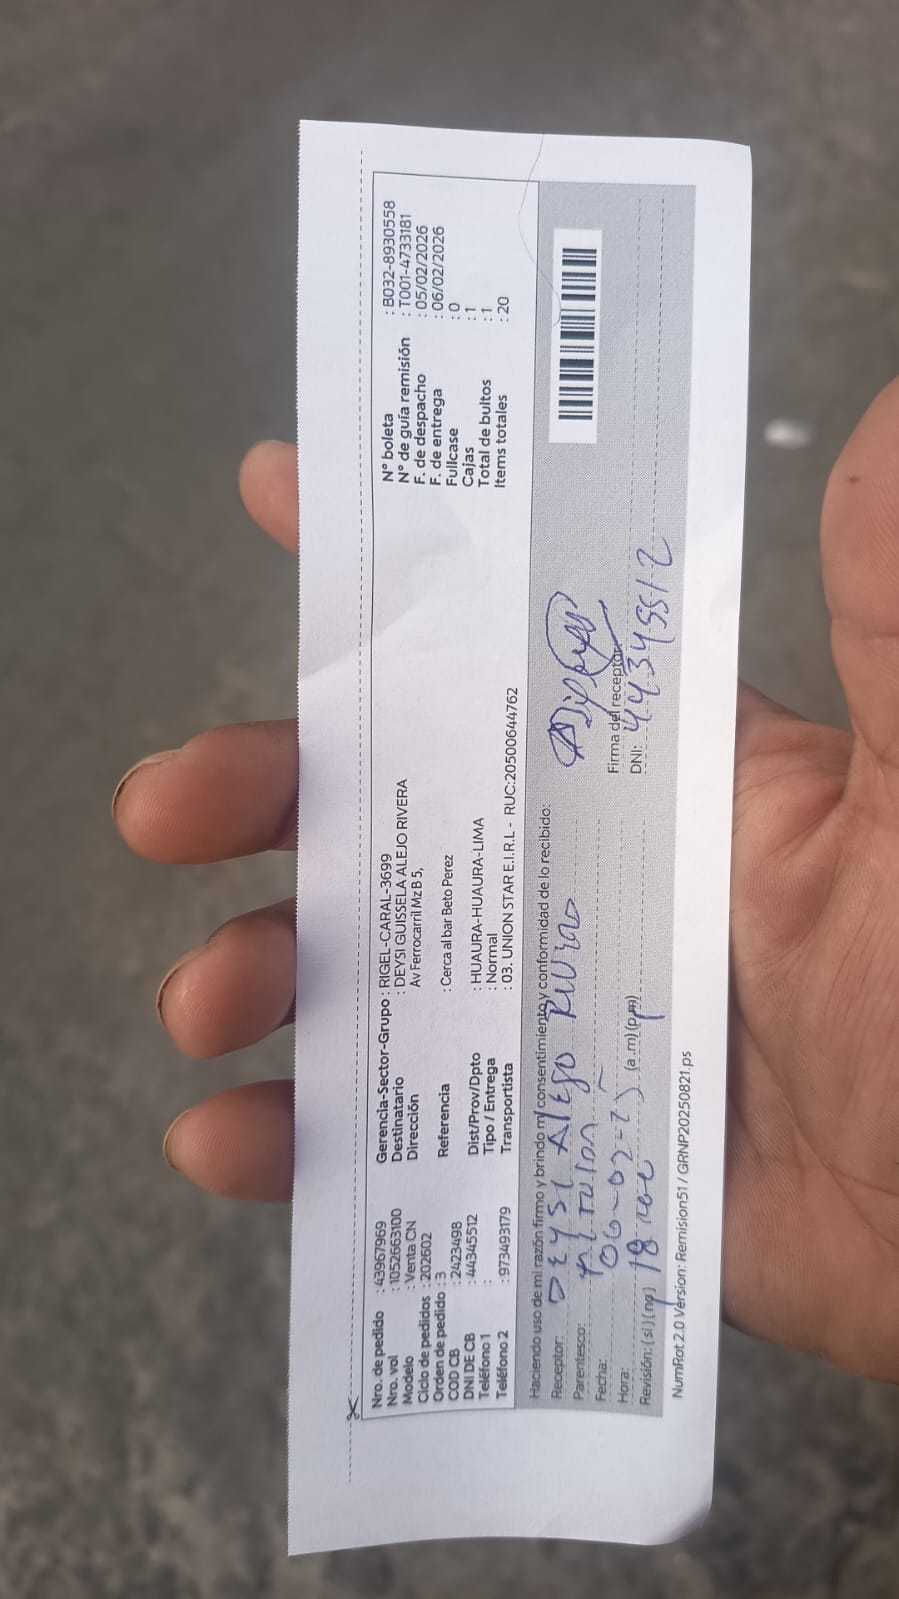 Nro. de pedido : 43967969
Nro. vol : 1052663100
Modelo : Venta CN
Ciclo de pedidos : 202602
Orden de pedido : 3
COD CB : 2423498
DNI DE CB : 44345512
Teléfono 1 :
Teléfono 2 : 973493179
Gerencia-Sector-Grupo : RIGEL-CARAL-3699
Destinatario : DEYSI GUISSELA ALEJO RIVERA
Dirección Av Ferrocarril Mz B 5,
Referencia : Cerca al bar Beto Perez
Dist/Prov/Dpto : HUAURA-HUAURA-LIMA
Tipo / Entrega : Normal
Transportista : 03. UNION STAR E.I.R.L - RUC:20500644762
N° boleta : B032-8930558
N° de guía remisión : T001-4733181
F. de despacho : 05/02/2026
F. de entrega : 06/02/2026
Fullcase : 0
Cajas : 1
Total de bultos : 1
Items totales : 20
Haciendo uso de mi razón firmo y brindo mi consentimiento y conformidad de lo recibido:
Receptor: DEYSI ALEJO RIVERA
Parentesco:
Fecha: 06-02-25
Hora: (a.m)(p.m)
Revisión: (si)(no)
Firma del receptor
DNI: 44345512
NumRot.2.0 Version: Remision51 / GRNP20250821.ps